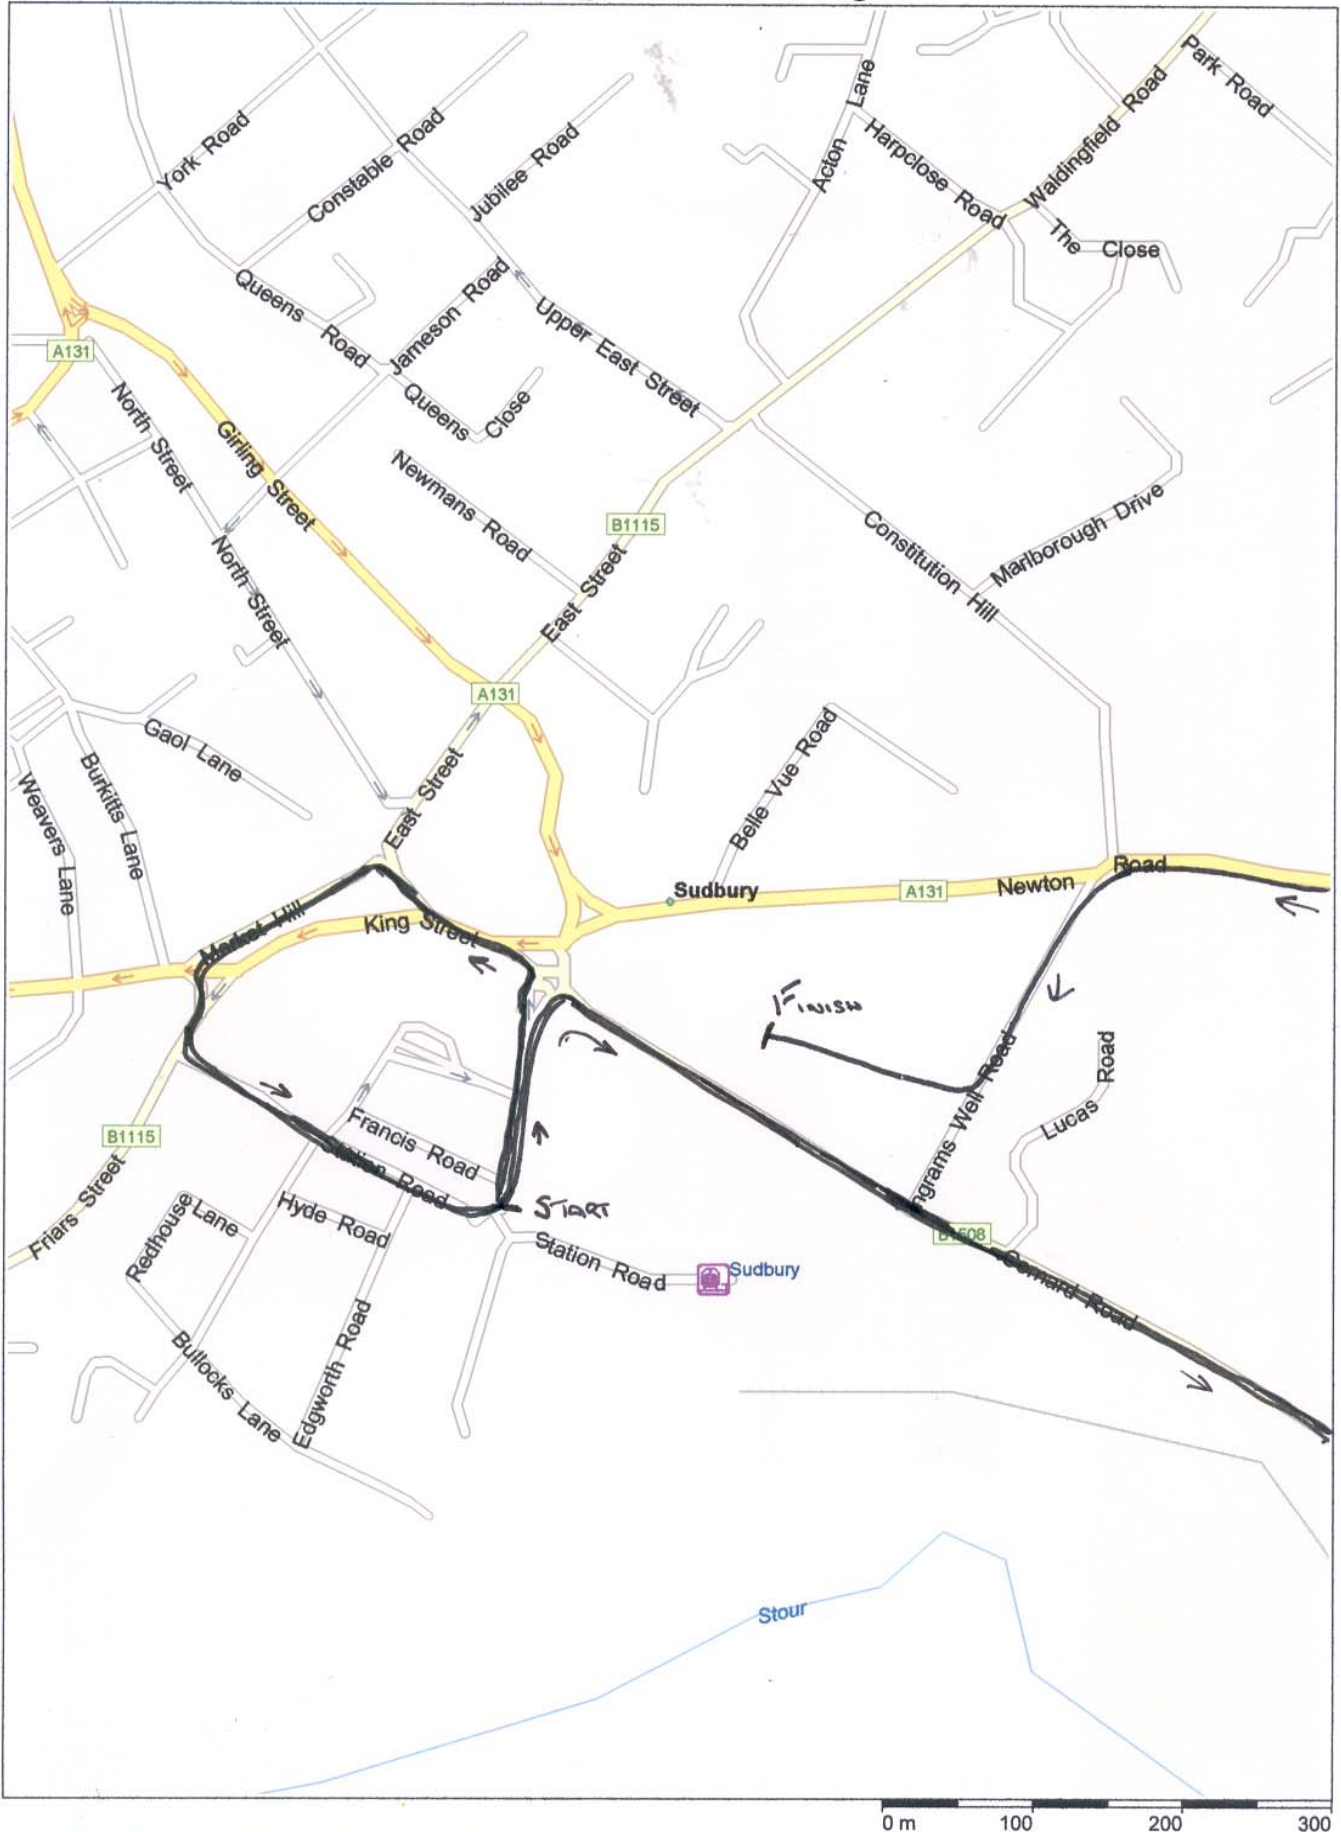 Park Road
Lane
York Road
Constable Road
Jubilee Road
Acton
Harpclose Road
Waldingfield Road
The Close
Queens Road
Jameson Road
Upper East Street
A131
North Street
Girling Street
Queens Close
Newmans Road
B1115
East Street
Constitution Hill
Marlborough Drive
North Street
A131
Gaol Lane
Burkitts Lane
Weavers Lane
East Street
Belle Vue Road
Sudbury
A131
Newton Road
Market Hill
King Street
FINISH
Road
Lucas
ngrams Well Road
B1115
Francis Road
Station Road
START
Friars Street
Redhouse Lane
Hyde Road
Station Road
Sudbury
B1508
Cornard Road
Bullocks Lane
Edgworth Road
Stour
0 m 100 200 300